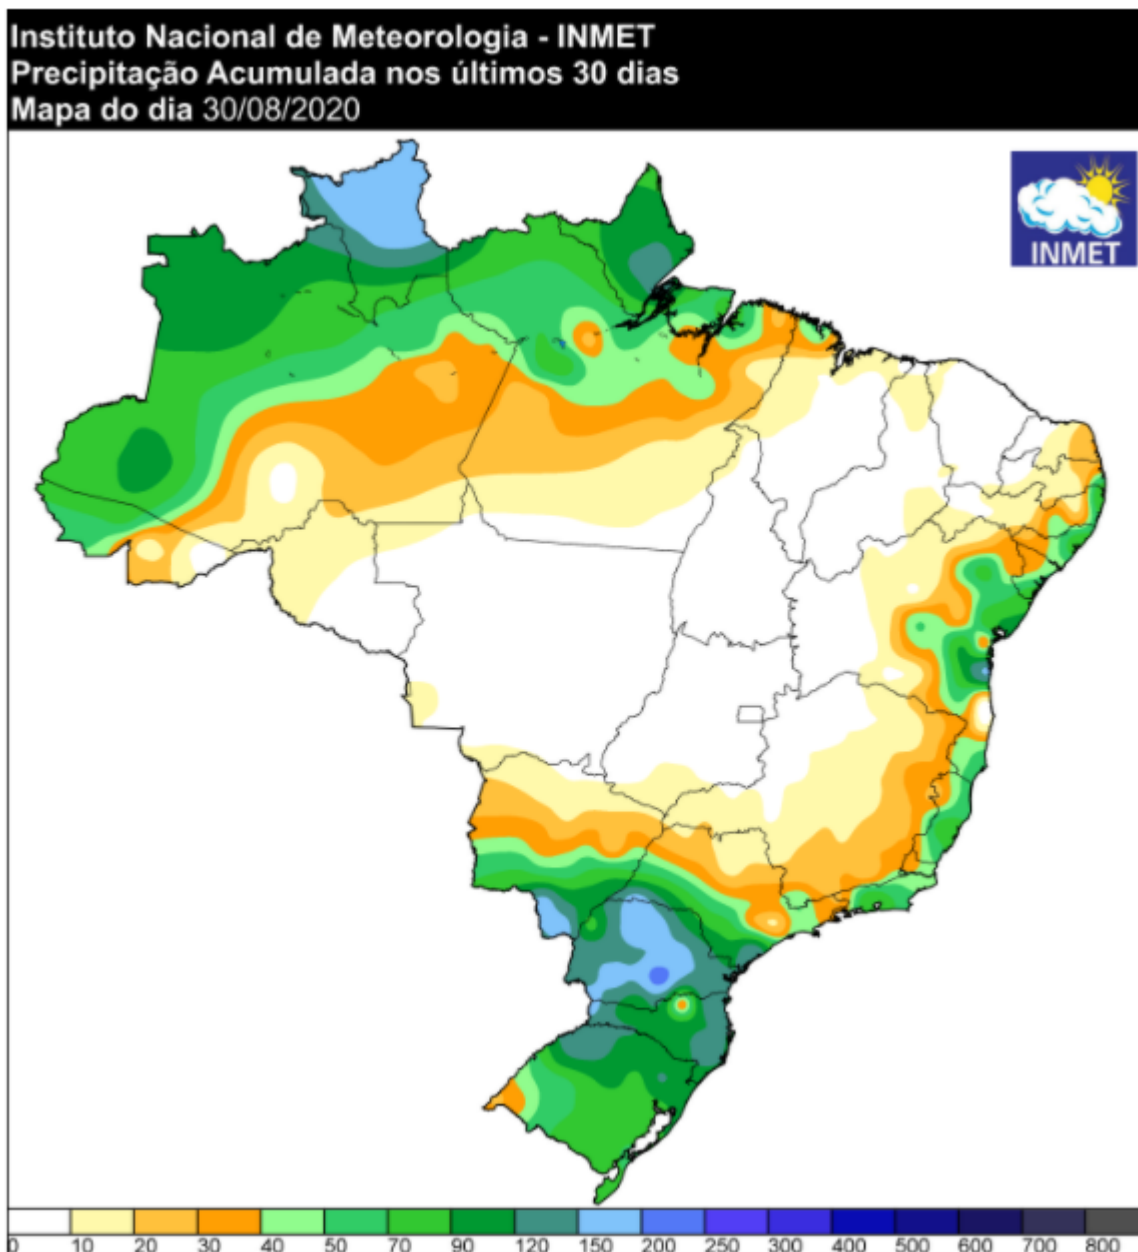 Instituto Nacional de Meteorologia - INMET
Precipitação Acumulada nos últimos 30 dias
Mapa do dia 30/08/2020
INMET
0 10 20 30 40 50 70 90 120 150 200 250 300 400 500 600 700 800